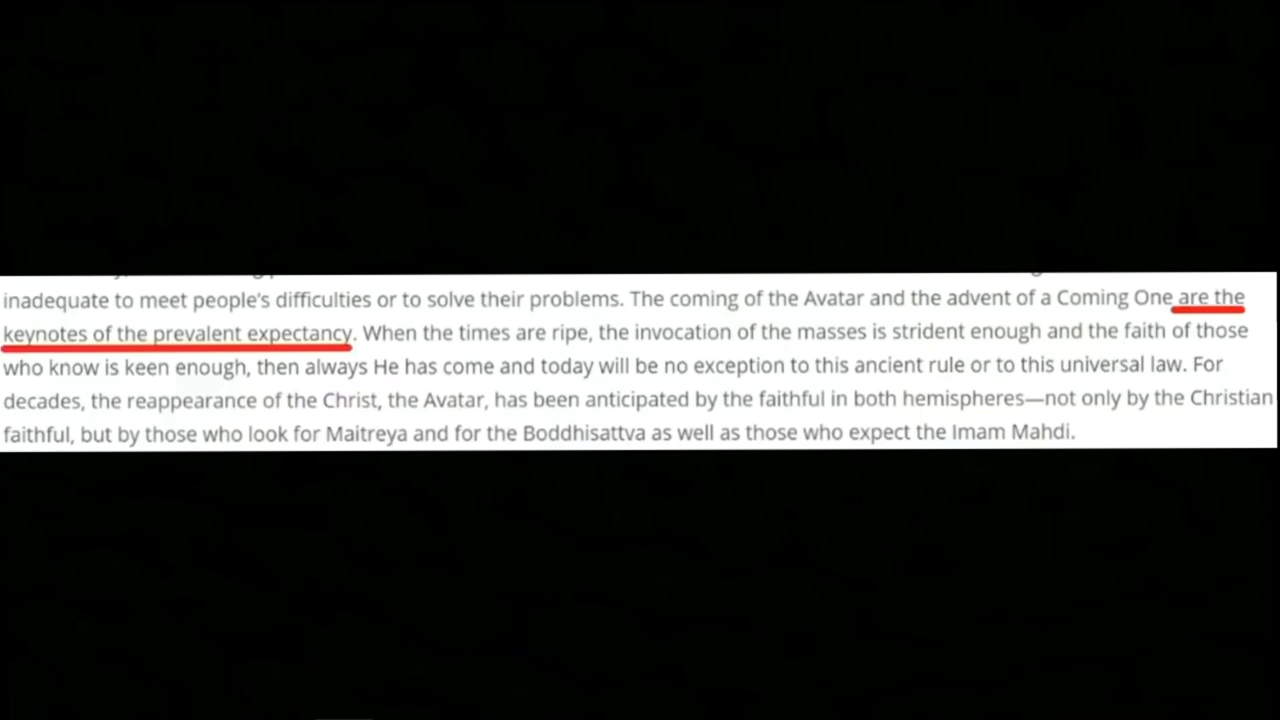 inadequate to meet people's difficulties or to solve their problems. The coming of the Avatar and the advent of a Coming One are the
keynotes of the prevalent expectancy. When the times are ripe, the invocation of the masses is strident enough and the faith of those
who know is keen enough, then always He has come and today will be no exception to this ancient rule or to this universal law. For
decades, the reappearance of the Christ, the Avatar, has been anticipated by the faithful in both hemispheres—not only by the Christian
faithful, but by those who look for Maitreya and for the Boddhisattva as well as those who expect the Imam Mahdi.